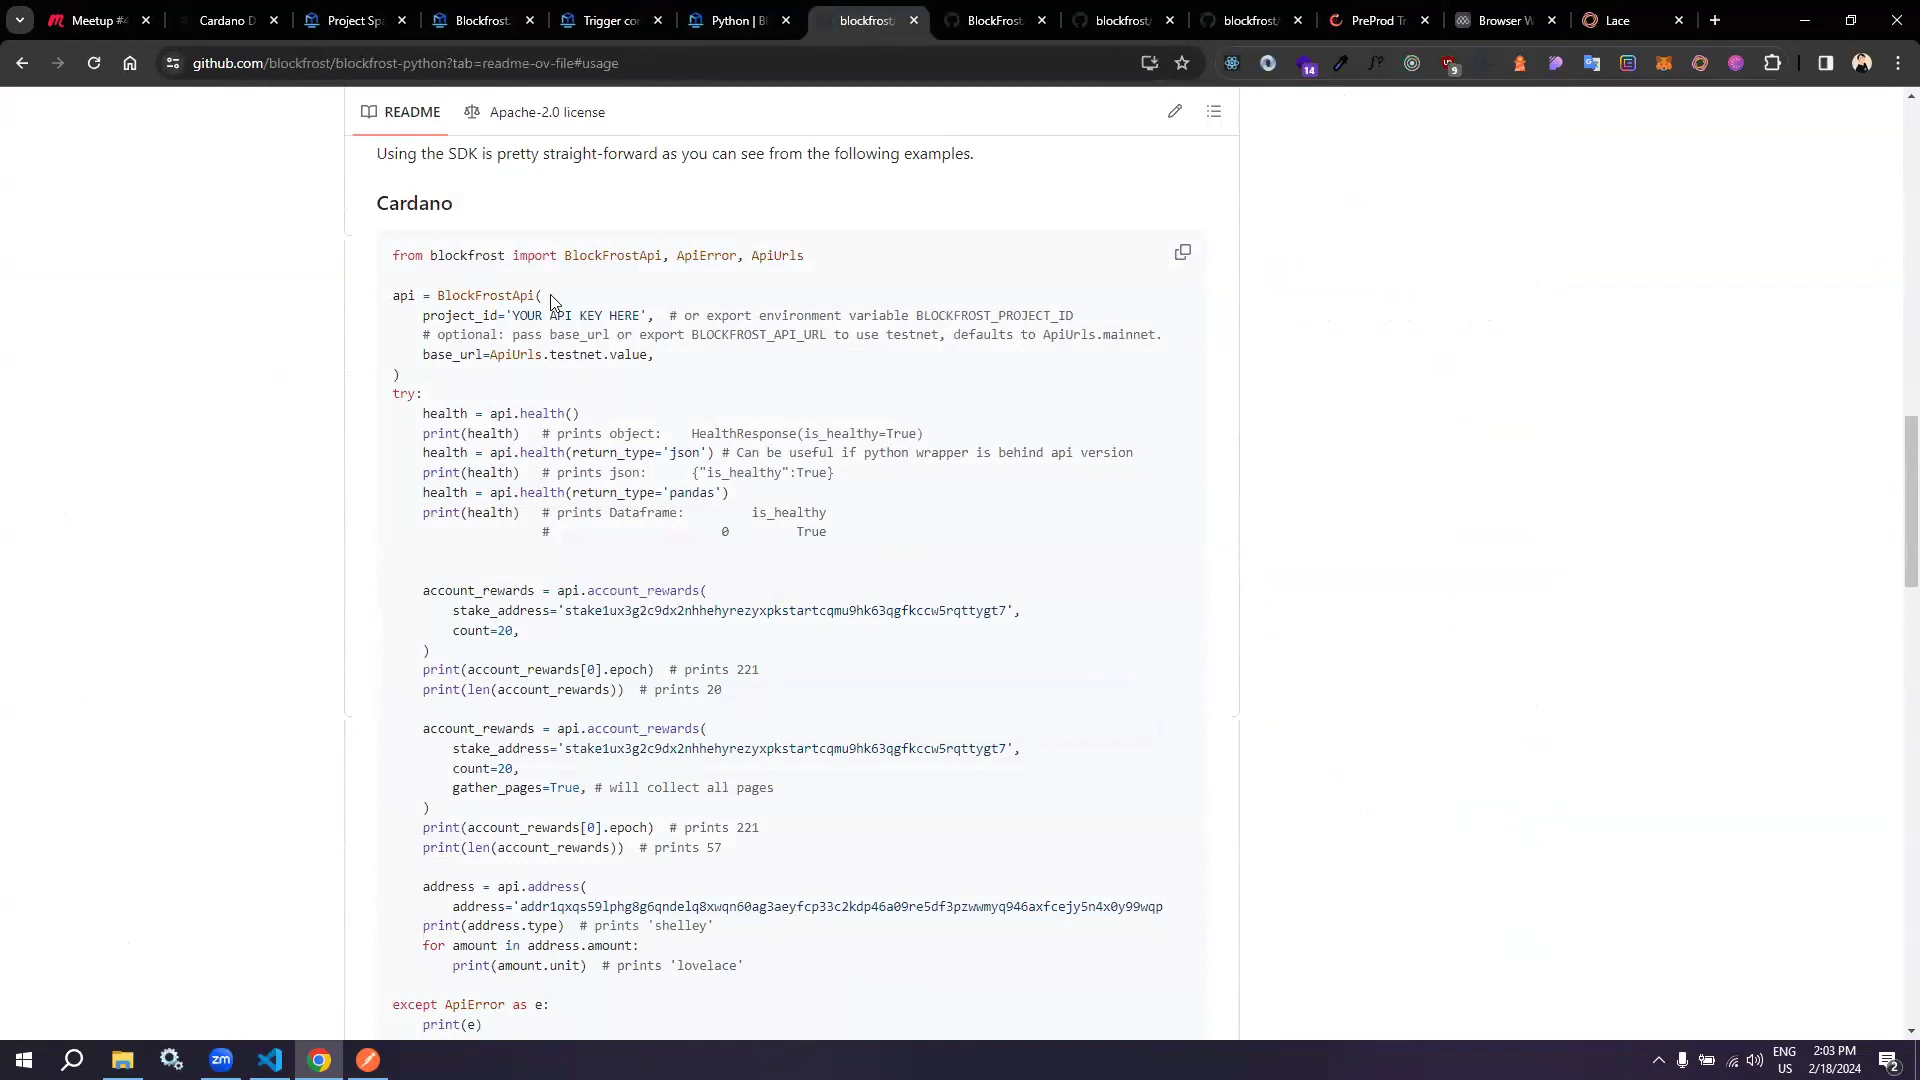 Meetup #4
Cardano D
Project Spa
Blockfrost.
Trigger cor
Python | Bl
blockfrost/
BlockFrost
blockfrost/
blockfrost/
PreProd Tr
Browser W
Lace
github.com/blockfrost/blockfrost-python?tab=readme-ov-file#usage
14
9
README
Apache-2.0 license
Using the SDK is pretty straight-forward as you can see from the following examples.
Cardano
from blockfrost import BlockFrostApi, ApiError, ApiUrls
api = BlockFrostApi(
project_id='YOUR API KEY HERE',  # or export environment variable BLOCKFROST_PROJECT_ID
# optional: pass base_url or export BLOCKFROST_API_URL to use testnet, defaults to ApiUrls.mainnet.
base_url=ApiUrls.testnet.value,
)
try:
health = api.health()
print(health)   # prints object:    HealthResponse(is_healthy=True)
health = api.health(return_type='json') # Can be useful if python wrapper is behind api version
print(health)   # prints json:      {"is_healthy":True}
health = api.health(return_type='pandas')
print(health)   # prints Dataframe:         is_healthy
#                       0         True
account_rewards = api.account_rewards(
stake_address='stake1ux3g2c9dx2nhhehyrezyxpkstartcqmu9hk63qgfkccw5rqttygt7',
count=20,
)
print(account_rewards[0].epoch)  # prints 221
print(len(account_rewards))  # prints 20
account_rewards = api.account_rewards(
stake_address='stake1ux3g2c9dx2nhhehyrezyxpkstartcqmu9hk63qgfkccw5rqttygt7',
count=20,
gather_pages=True, # will collect all pages
)
print(account_rewards[0].epoch)  # prints 221
print(len(account_rewards))  # prints 57
address = api.address(
address='addr1qxqs59lphg8g6qndelq8xwqn60ag3aeyfcp33c2kdp46a09re5df3pzwwmyq946axfcejy5n4x0y99wqp
print(address.type)  # prints 'shelley'
for amount in address.amount:
print(amount.unit)  # prints 'lovelace'
except ApiError as e:
print(e)
zm
ENG
US
2:03 PM
2/18/2024
2